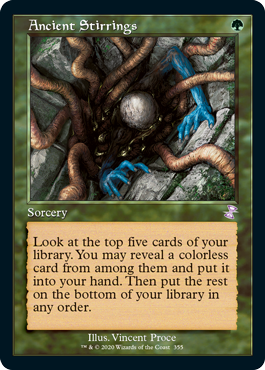 Ancient Stirrings
Sorcery
Look at the top five cards of your
library. You may reveal a colorless
card from among them and put it
into your hand. Then put the rest
on the bottom of your library in
any order.
Illus. Vincent Proce
™ & © 2020 Wizards of the Coast 355